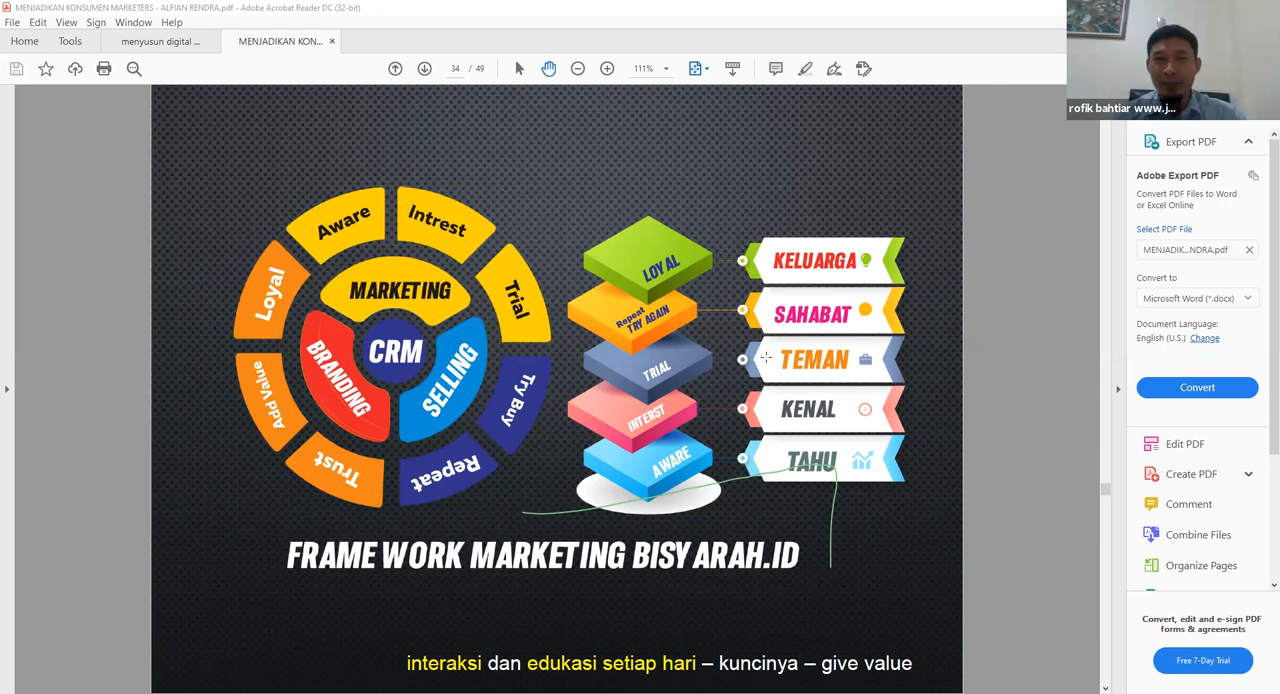 MENJADIKAN KONSUMEN MARKETERS - ALFIAN RENDRA.pdf - Adobe Acrobat Reader DC (32-bit)
File Edit View Sign Window Help
Home Tools menyusun digital ... MENJADIKAN KON... ×
34 / 49 111%
rofik bahtiar www.j...
Export PDF
Adobe Export PDF
Convert PDF Files to Word
or Excel Online
Select PDF File
MENJADIK...NDRA.pdf
Convert to
Microsoft Word (*.docx)
Document Language:
English (U.S.) Change
Convert
Edit PDF
Create PDF
Comment
Combine Files
Organize Pages
Convert, edit and e-sign PDF
forms & agreements
Free 7-Day Trial
Aware
Intrest
Trial
Try Buy
Repeat
Trust
Add Value
Loyal
MARKETING
SELLING
BRANDING
CRM
LOYAL
KELUARGA
Repeat
TRY AGAIN
SAHABAT
TRIAL
TEMAN
INTERST
KENAL
AWARE
TAHU
FRAME WORK MARKETING BISYARAH.ID
interaksi dan edukasi setiap hari – kuncinya – give value